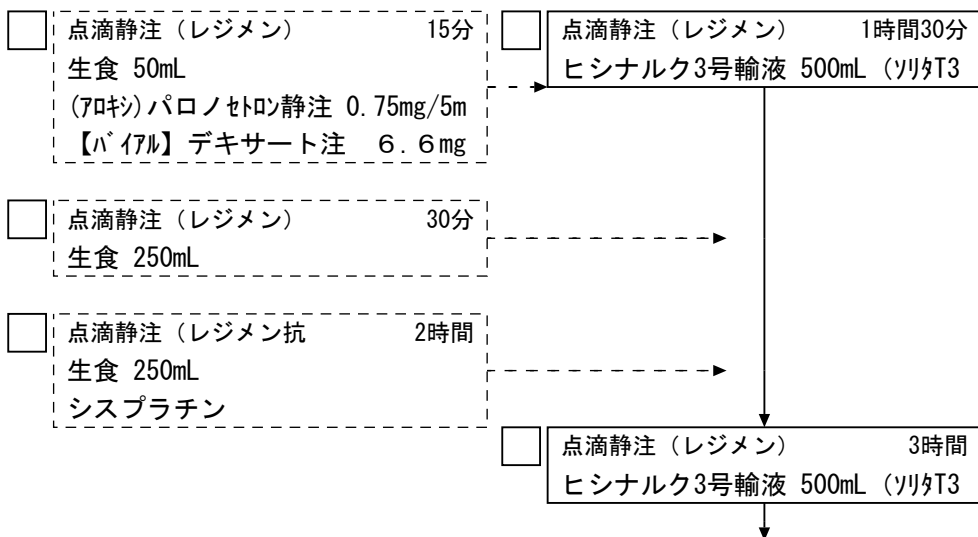 点滴静注（レジメン） 15分
生食 50mL
(ｱﾛｷｼ)パロノｾﾄﾛﾝ静注 0.75mg/5m
【ﾊﾞｲｱﾙ】デキサート注 ６.６mg
点滴静注（レジメン） 1時間30分
ヒシナルク3号輸液 500mL（ｿﾘﾀT3
点滴静注（レジメン） 30分
生食 250mL
点滴静注（レジメン抗 2時間
生食 250mL
シスプラチン
点滴静注（レジメン） 3時間
ヒシナルク3号輸液 500mL（ｿﾘﾀT3